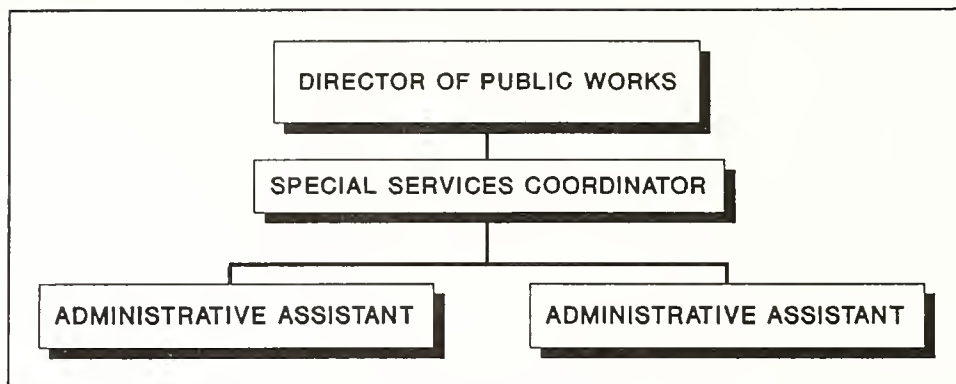 DIRECTOR OF PUBLIC WORKS
SPECIAL SERVICES COORDINATOR
ADMINISTRATIVE ASSISTANT
ADMINISTRATIVE ASSISTANT